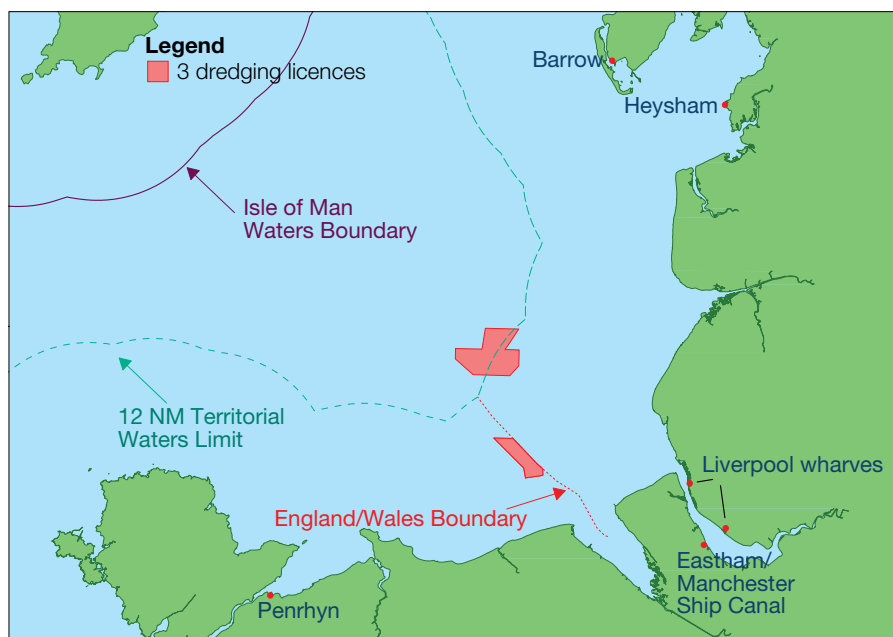 Legend
3 dredging licences
Barrow
Heysham
Isle of Man
Waters Boundary
12 NM Territorial
Waters Limit
Liverpool wharves
England/Wales Boundary
Eastham/
Manchester
Ship Canal
Penrhyn